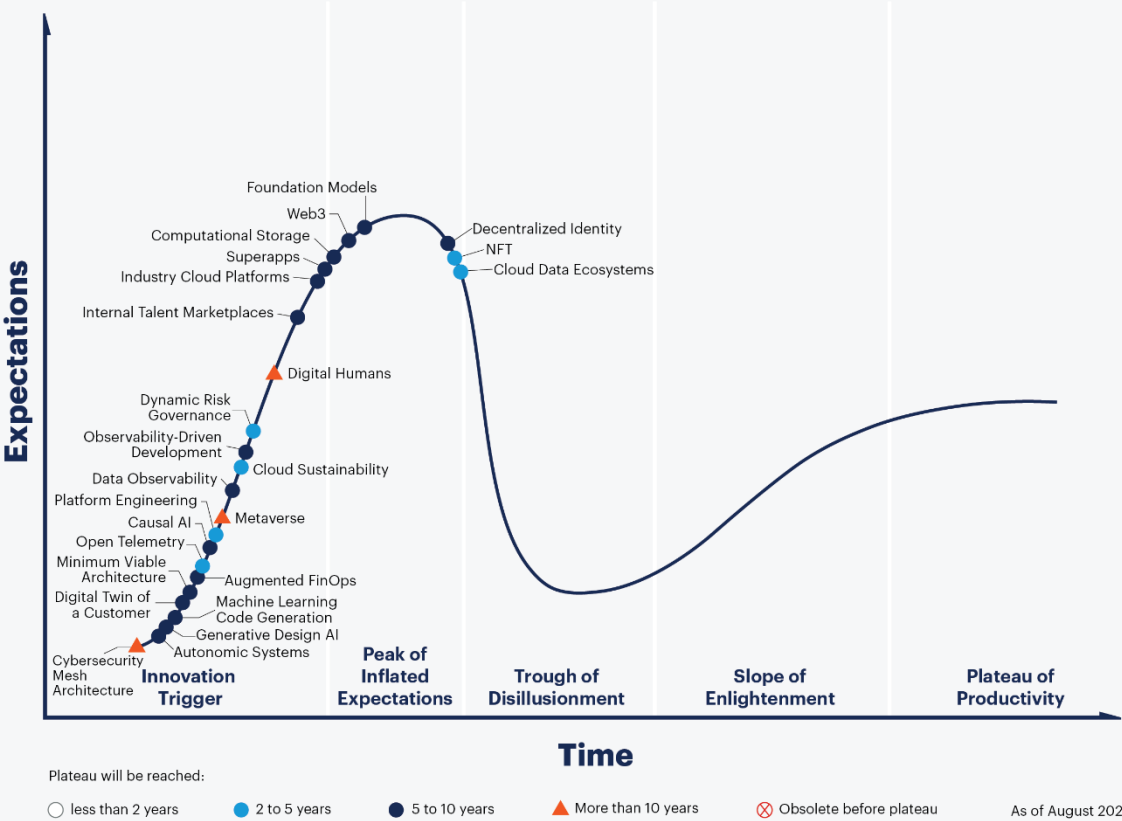 Expectations
Foundation Models
Web3
Computational Storage
Superapps
Industry Cloud Platforms
Internal Talent Marketplaces
Digital Humans
Dynamic Risk
Governance
Observability-Driven
Development
Cloud Sustainability
Data Observability
Platform Engineering
Metaverse
Causal AI
Open Telemetry
Minimum Viable
Architecture
Augmented FinOps
Digital Twin of
a Customer
Machine Learning
Code Generation
Generative Design AI
Autonomic Systems
Cybersecurity
Mesh
Architecture
Decentralized Identity
NFT
Cloud Data Ecosystems
Innovation
Trigger
Peak of
Inflated
Expectations
Trough of
Disillusionment
Slope of
Enlightenment
Plateau of
Productivity
Time
Plateau will be reached:
less than 2 years
2 to 5 years
5 to 10 years
More than 10 years
Obsolete before plateau
As of August 202